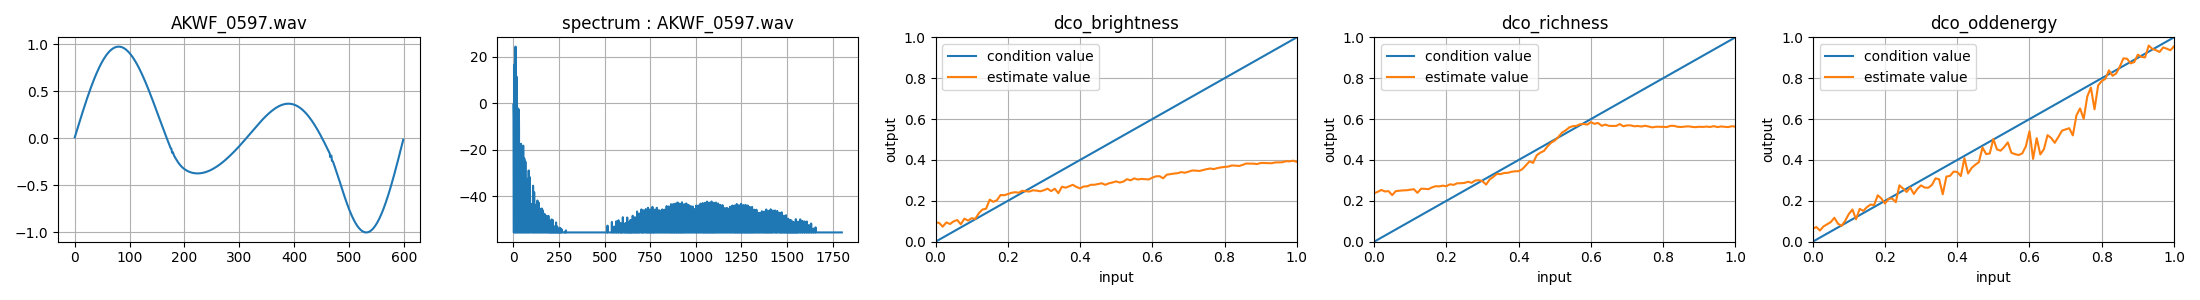 AKWF_0597.wav
1.0
0.5
0.0
−0.5
−1.0
0 100 200 300 400 500 600
spectrum : AKWF_0597.wav
20
0
−20
−40
0 250 500 750 1000 1250 1500 1750
dco_brightness
condition value
estimate value
output
1.0
0.8
0.6
0.4
0.2
0.0
0.0 0.2 0.4 0.6 0.8 1.0
input
dco_richness
condition value
estimate value
output
1.0
0.8
0.6
0.4
0.2
0.0
0.0 0.2 0.4 0.6 0.8 1.0
input
dco_oddenergy
condition value
estimate value
output
1.0
0.8
0.6
0.4
0.2
0.0
0.0 0.2 0.4 0.6 0.8 1.0
input